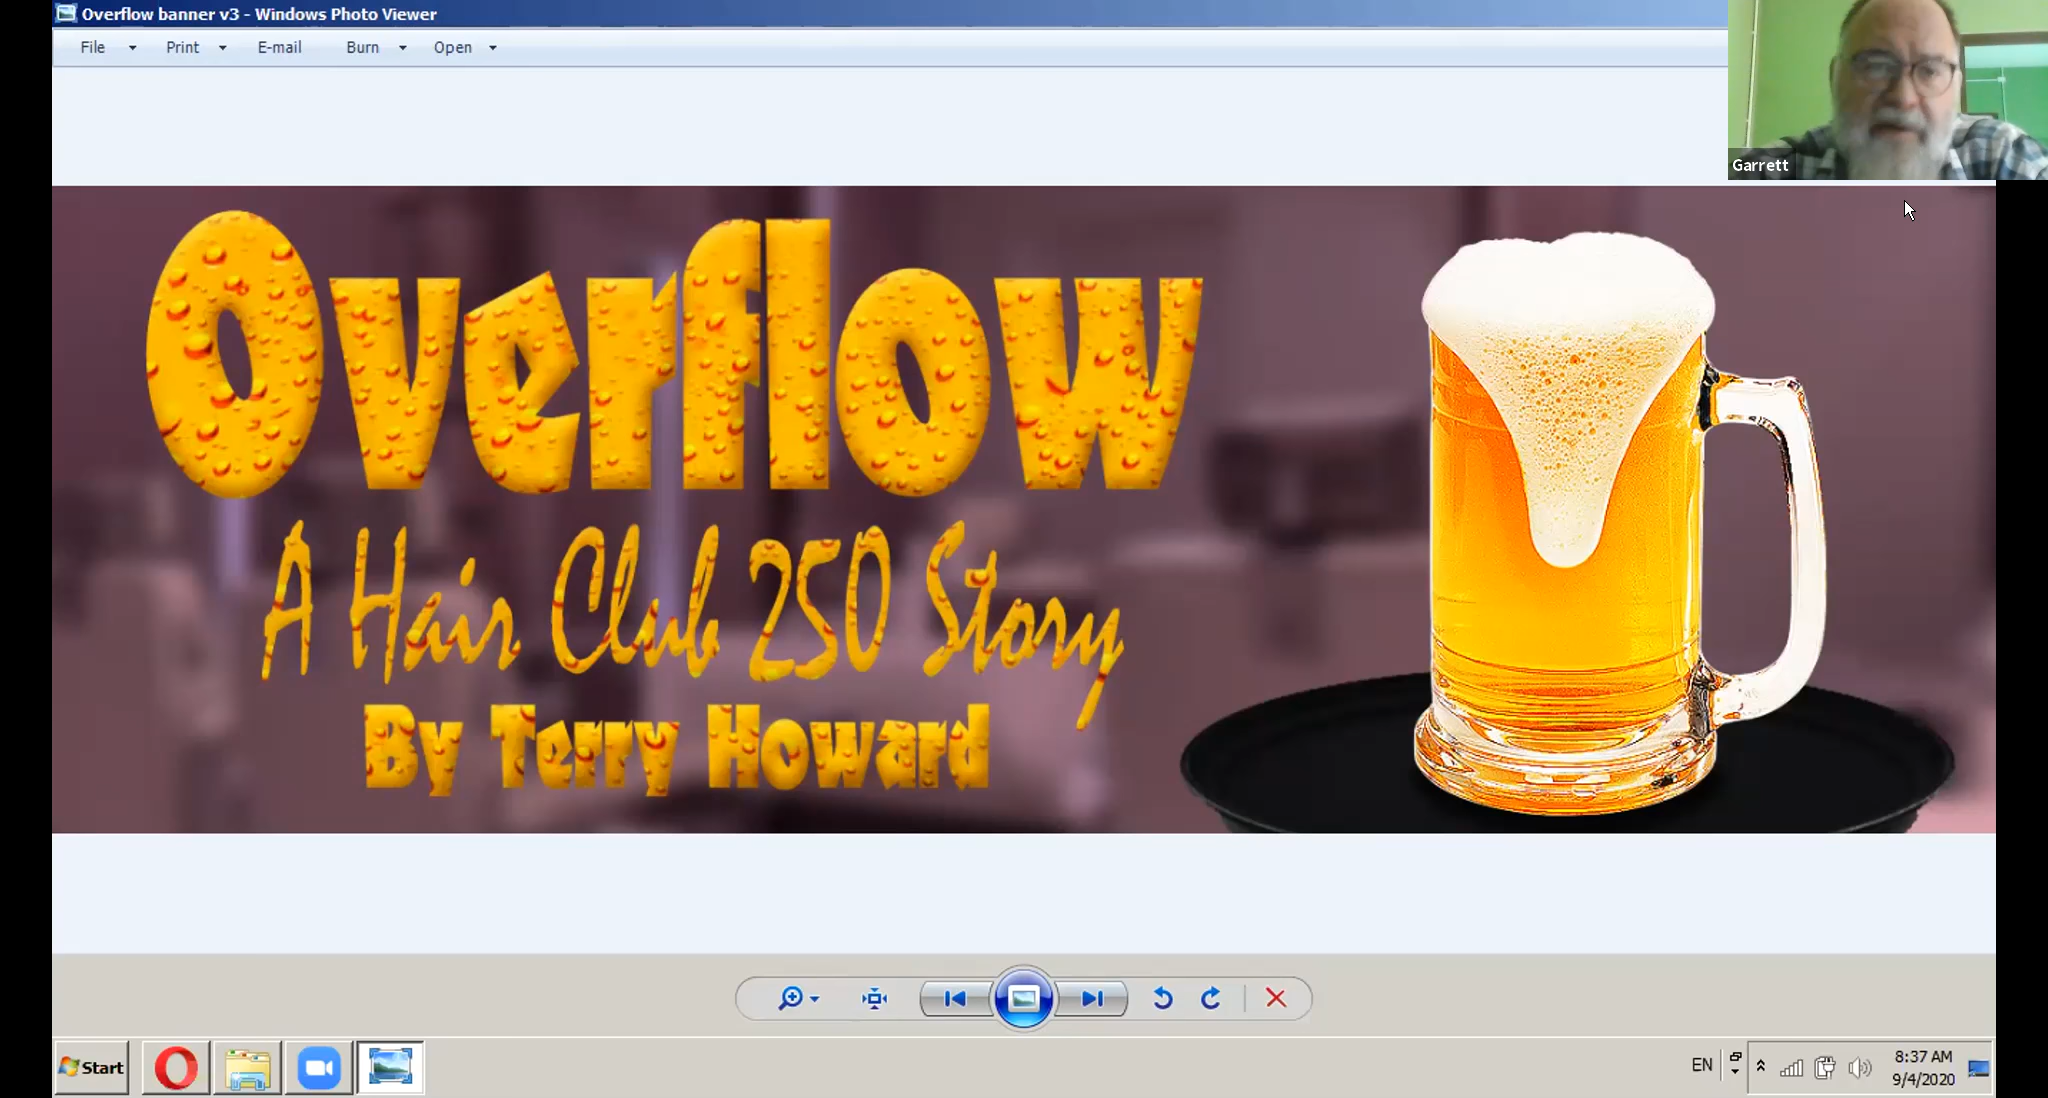 Overflow banner v3 - Windows Photo Viewer
File Print E-mail Burn Open
Garrett
Overflow
A Hair Club 250 Story
By Terry Howard
Start
EN
8:37 AM
9/4/2020